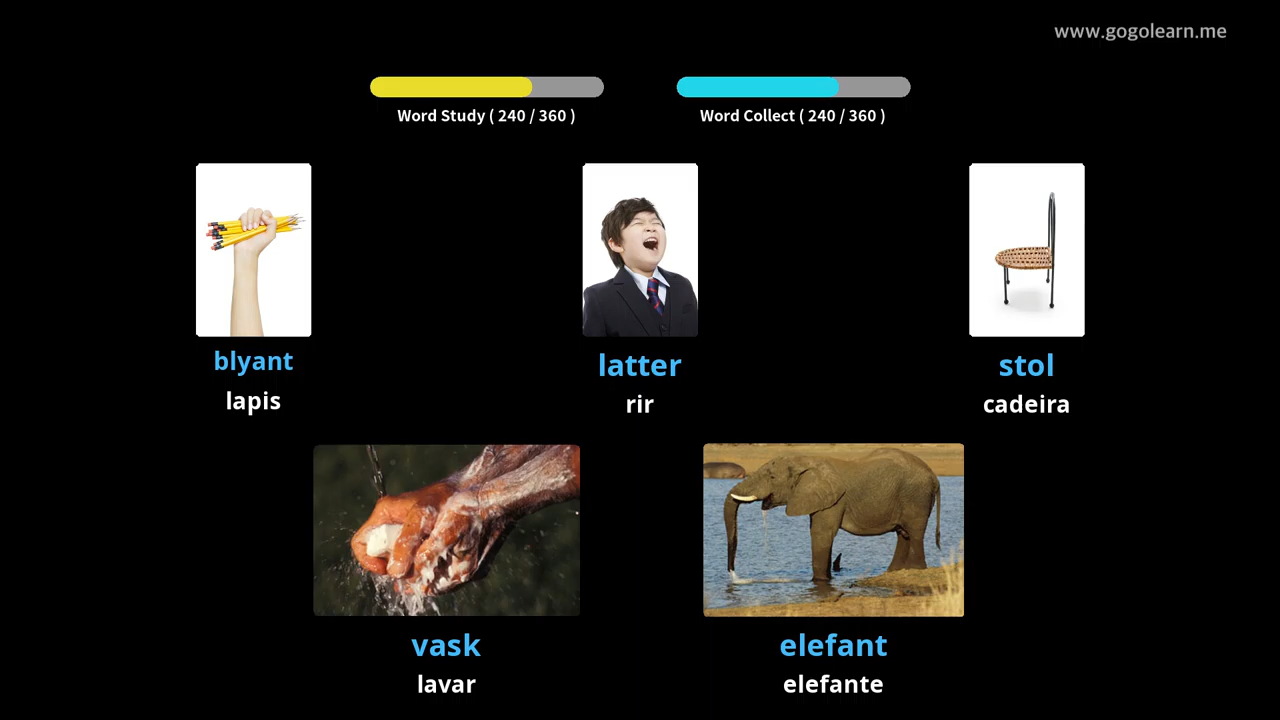 www.gogolearn.me
Word Study ( 240 / 360 )
Word Collect ( 240 / 360 )
blyant
lapis
latter
rir
stol
cadeira
vask
lavar
elefant
elefante